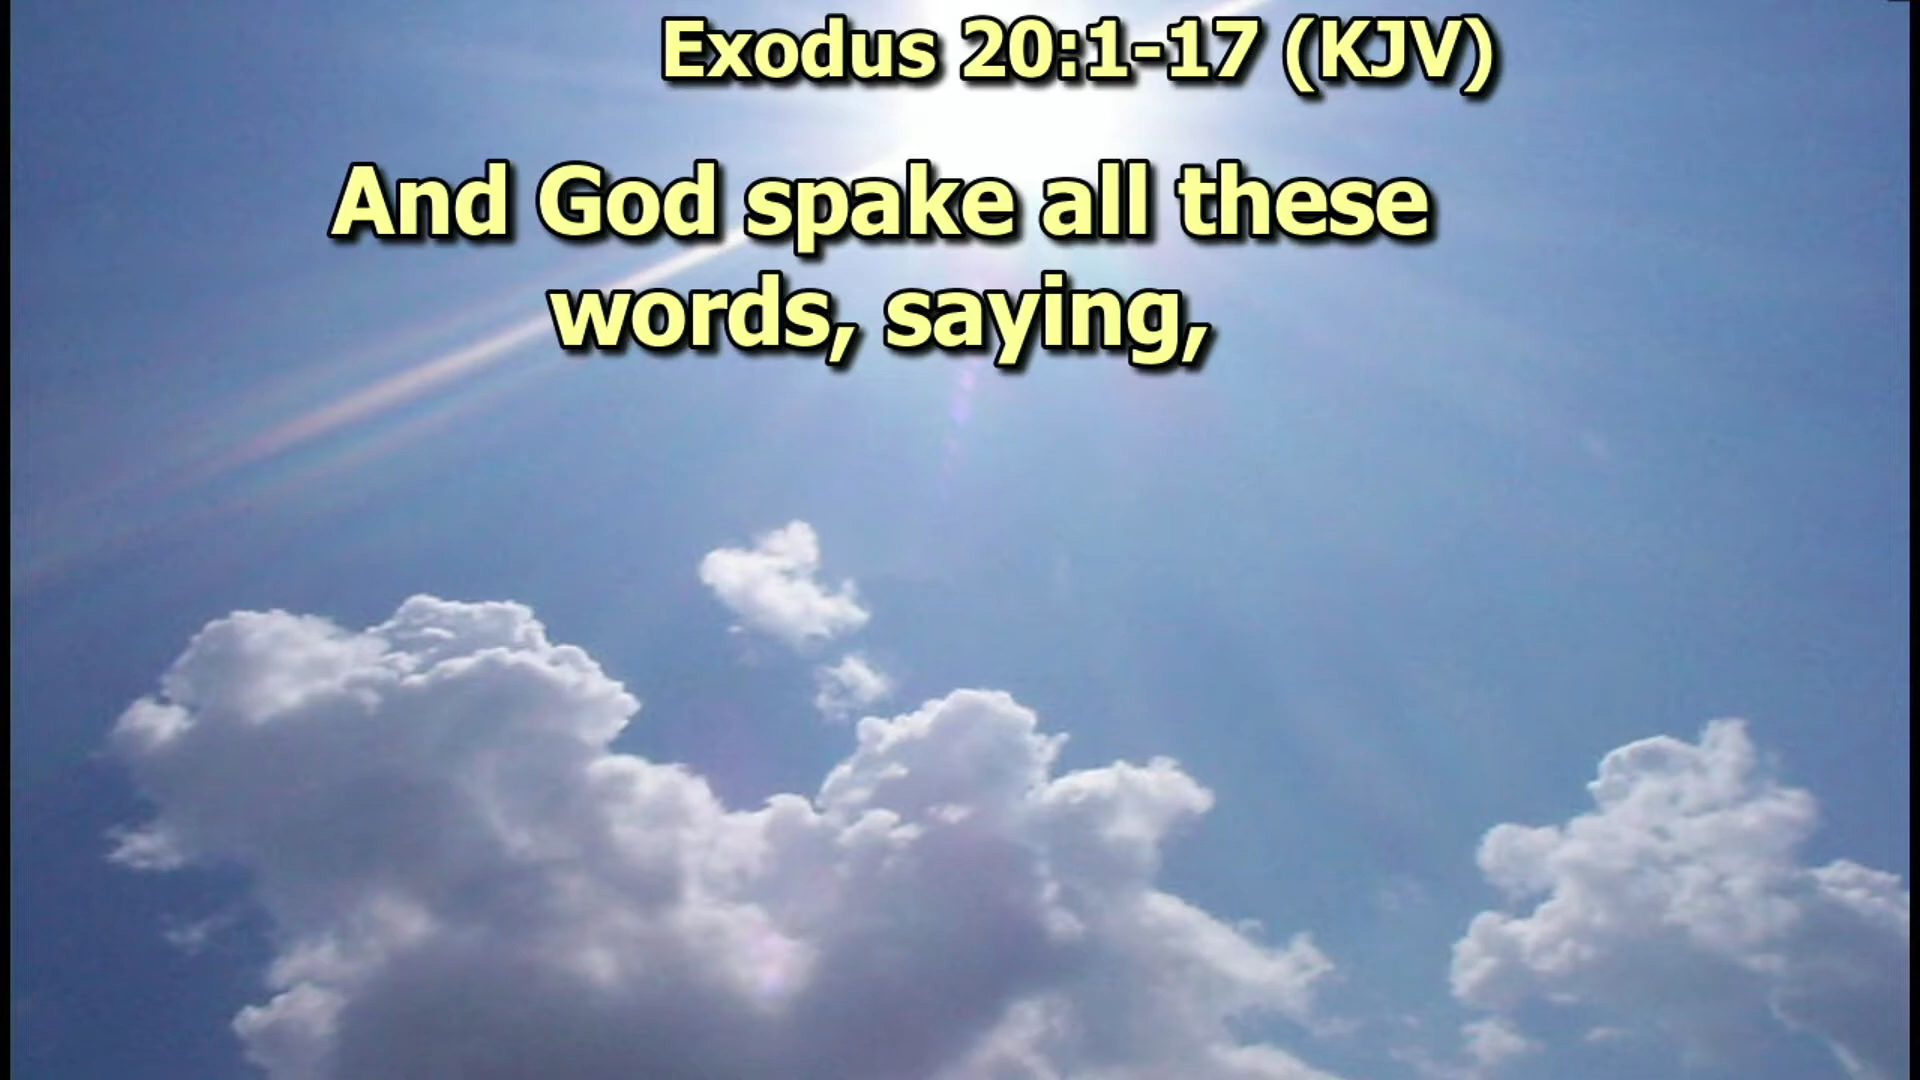 Exodus 20:1-17 (KJV)
And God spake all these
words, saying,